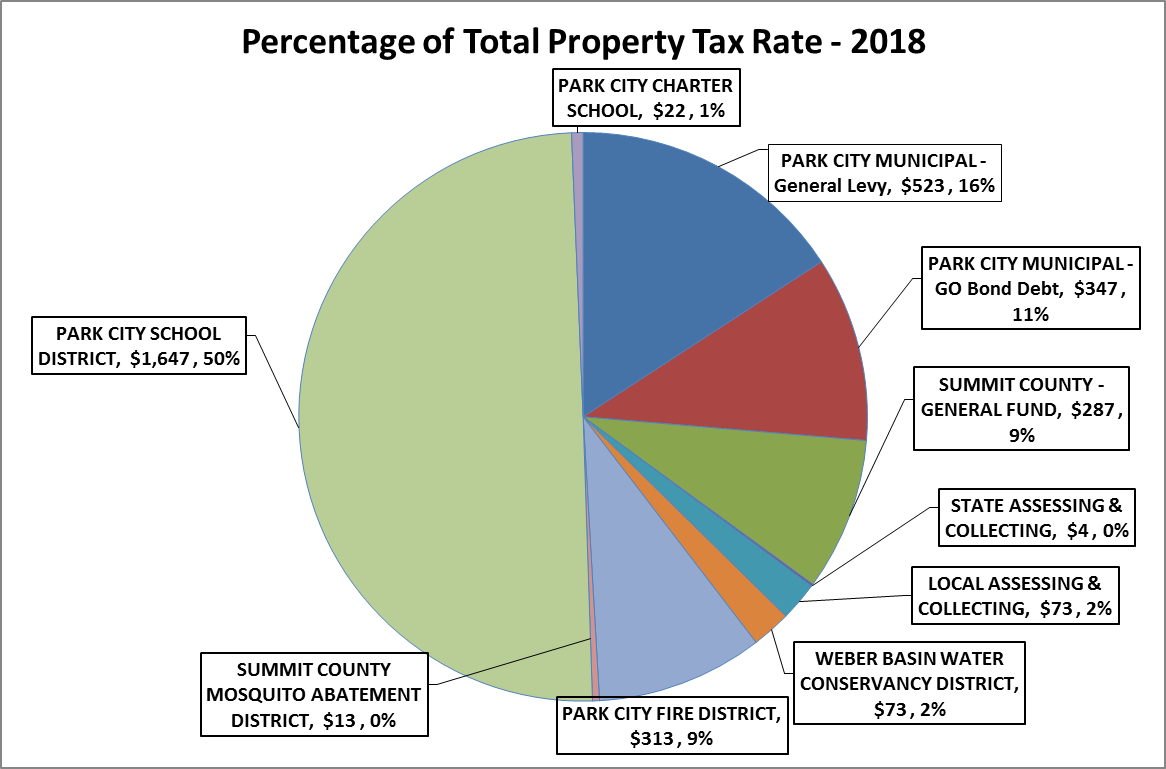 Percentage of Total Property Tax Rate - 2018
PARK CITY CHARTER
SCHOOL,  $22 , 1%
PARK CITY MUNICIPAL -
General Levy,  $523 , 16%
PARK CITY MUNICIPAL -
GO Bond Debt,  $347 ,
11%
SUMMIT COUNTY -
GENERAL FUND,  $287 ,
9%
STATE ASSESSING &
COLLECTING,  $4 , 0%
LOCAL ASSESSING &
COLLECTING,  $73 , 2%
WEBER BASIN WATER
CONSERVANCY DISTRICT,
$73 , 2%
PARK CITY FIRE DISTRICT,
$313 , 9%
SUMMIT COUNTY
MOSQUITO ABATEMENT
DISTRICT,  $13 , 0%
PARK CITY SCHOOL
DISTRICT,  $1,647 , 50%